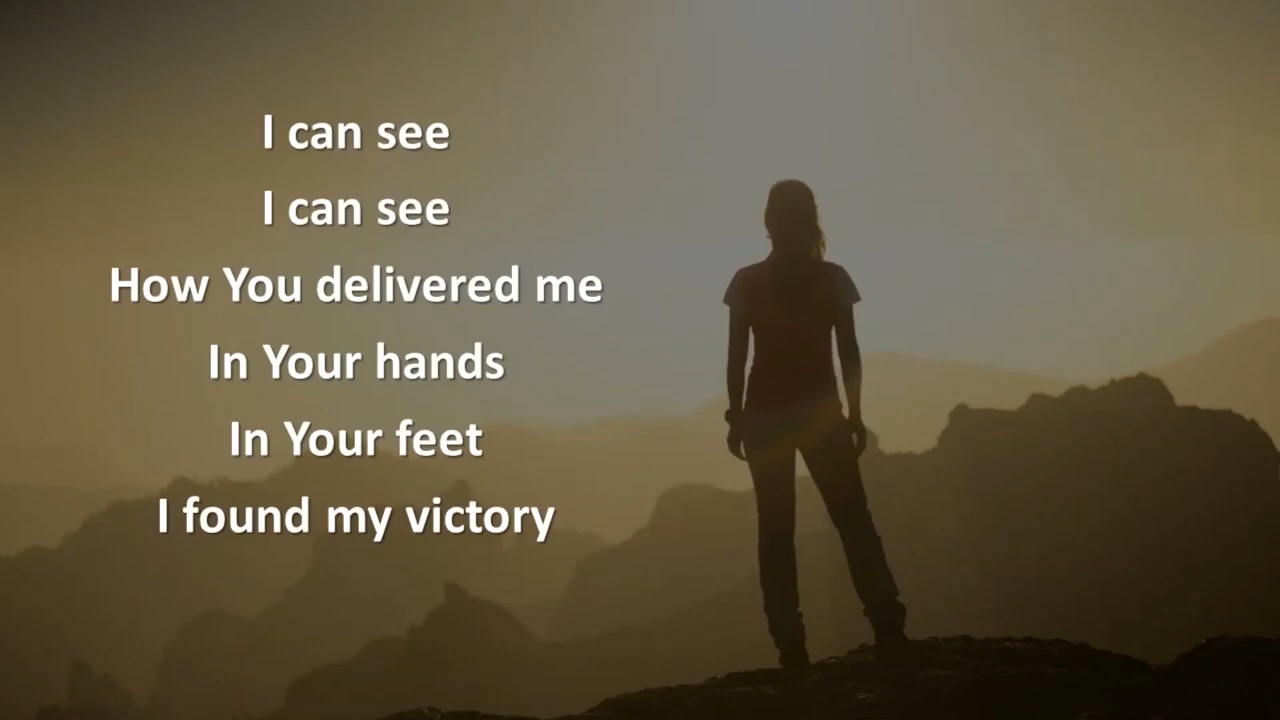 I can see
I can see
How You delivered me
In Your hands
In Your feet
I found my victory